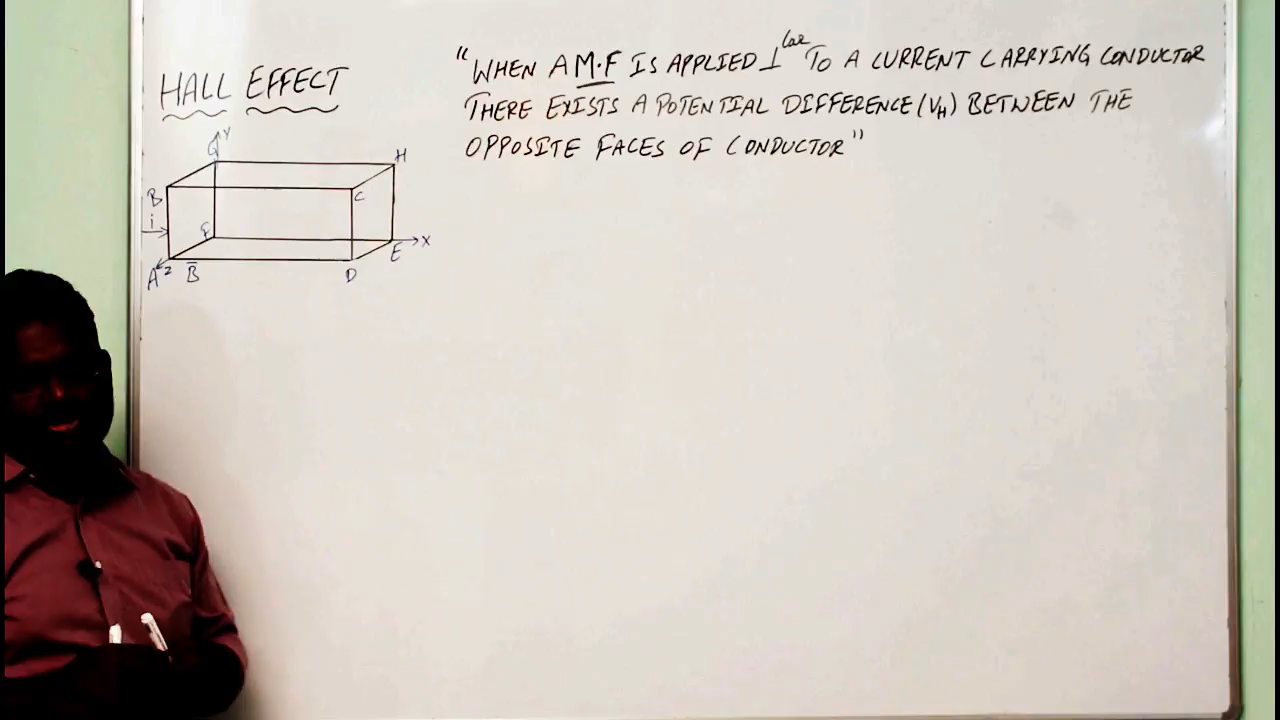 HALL EFFECT
"WHEN A M.F IS APPLIED ⊥lar TO A CURRENT CARRYING CONDUCTOR
THERE EXISTS A POTENTIAL DIFFERENCE (VH) BETWEEN THE
OPPOSITE FACES OF CONDUCTOR"
G Y
H
B
C
i
F
E X
A Z B̅
D